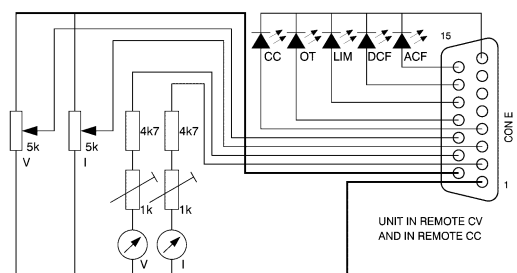 15
CC OT LIM DCF ACF
CON E
5k 5k 4k7 4k7
V I
1k 1k
1
UNIT IN REMOTE CV
AND IN REMOTE CC
V I